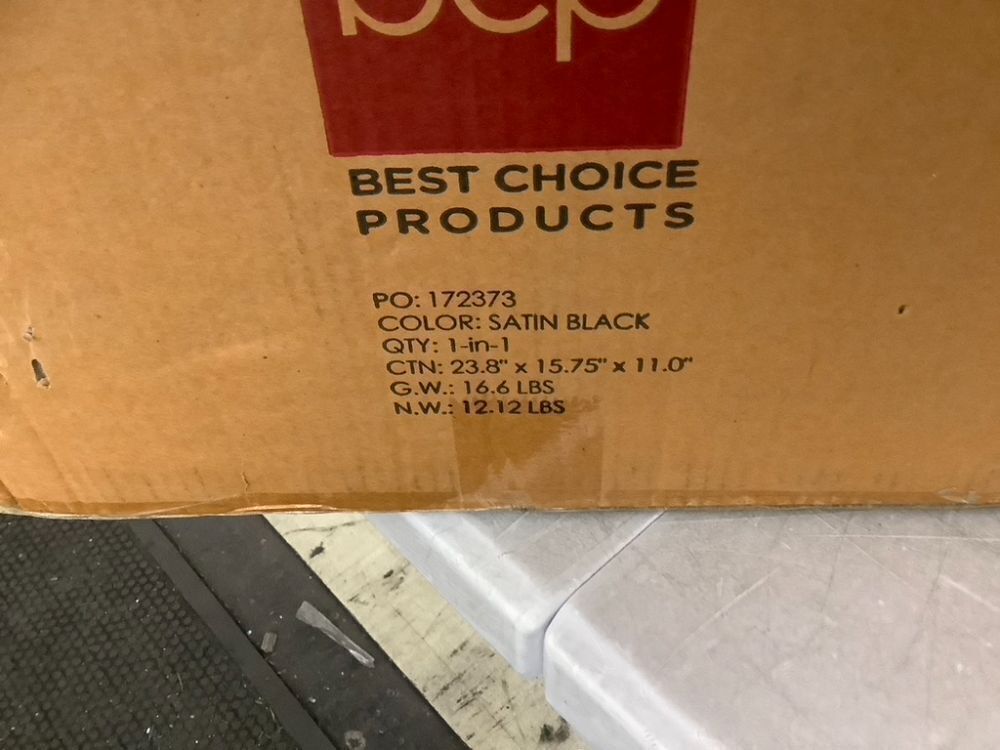 bcp
BEST CHOICE
PRODUCTS
PO: 172373
COLOR: SATIN BLACK
QTY: 1-in-1
CTN: 23.8" x 15.75" x 11.0"
G.W.: 16.6 LBS
N.W.: 12.12 LBS